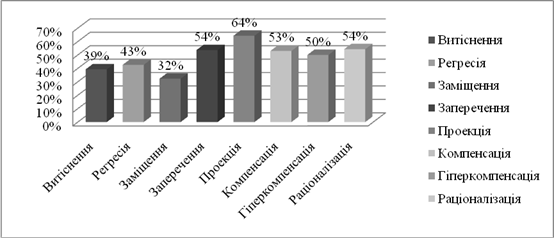 70%
60%
50%
40%
30%
20%
10%
0%
39%
43%
32%
54%
64%
53%
50%
54%
Витіснення
Регресія
Заміщення
Заперечення
Проекція
Компенсація
Гіперкомпенсація
Раціоналізація
Витіснення
Регресія
Заміщення
Заперечення
Проекція
Компенсація
Гіперкомпенсація
Раціоналізація